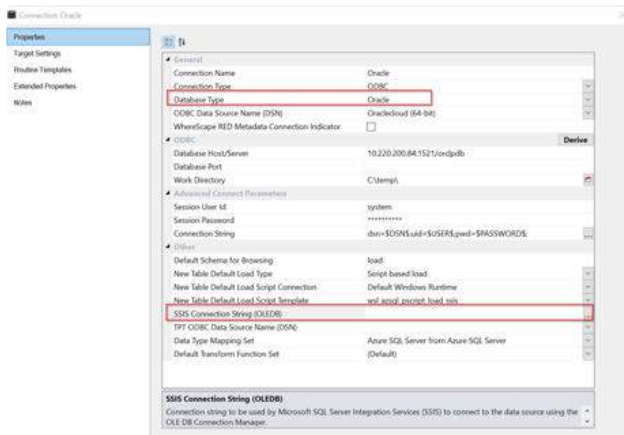 Connection: Oracle
Properties
Target Settings
Routine Templates
Extended Properties
Notes
General
Connection Name Oracle
Connection Type ODBC
Database Type Oracle
ODBC Data Source Name (DSN) Oraclecloud (64-bit)
WhereScape RED Metadata Connection Indicator
ODBC Derive
Database Host/Server 10.220.200.84:1521/orclpdb
Database Port
Work Directory C:\temp\
Advanced Connect Parameters
Session User Id system
Session Password **********
Connection String dsn=$DSN$;uid=$USER$;pwd=$PASSWORD$;
Other
Default Schema for Browsing load
New Table Default Load Type Script based load
New Table Default Load Script Connection Default Windows Runtime
New Table Default Load Script Template wsl_azsql_pscript_load_ssis
SSIS Connection String (OLEDB)
TPT ODBC Data Source Name (DSN)
Data Type Mapping Set Azure SQL Server from Azure SQL Server
Default Transform Function Set (Default)
SSIS Connection String (OLEDB)
Connection string to be used by Microsoft SQL Server Integration Services (SSIS) to connect to the data source using the
OLE DB Connection Manager.